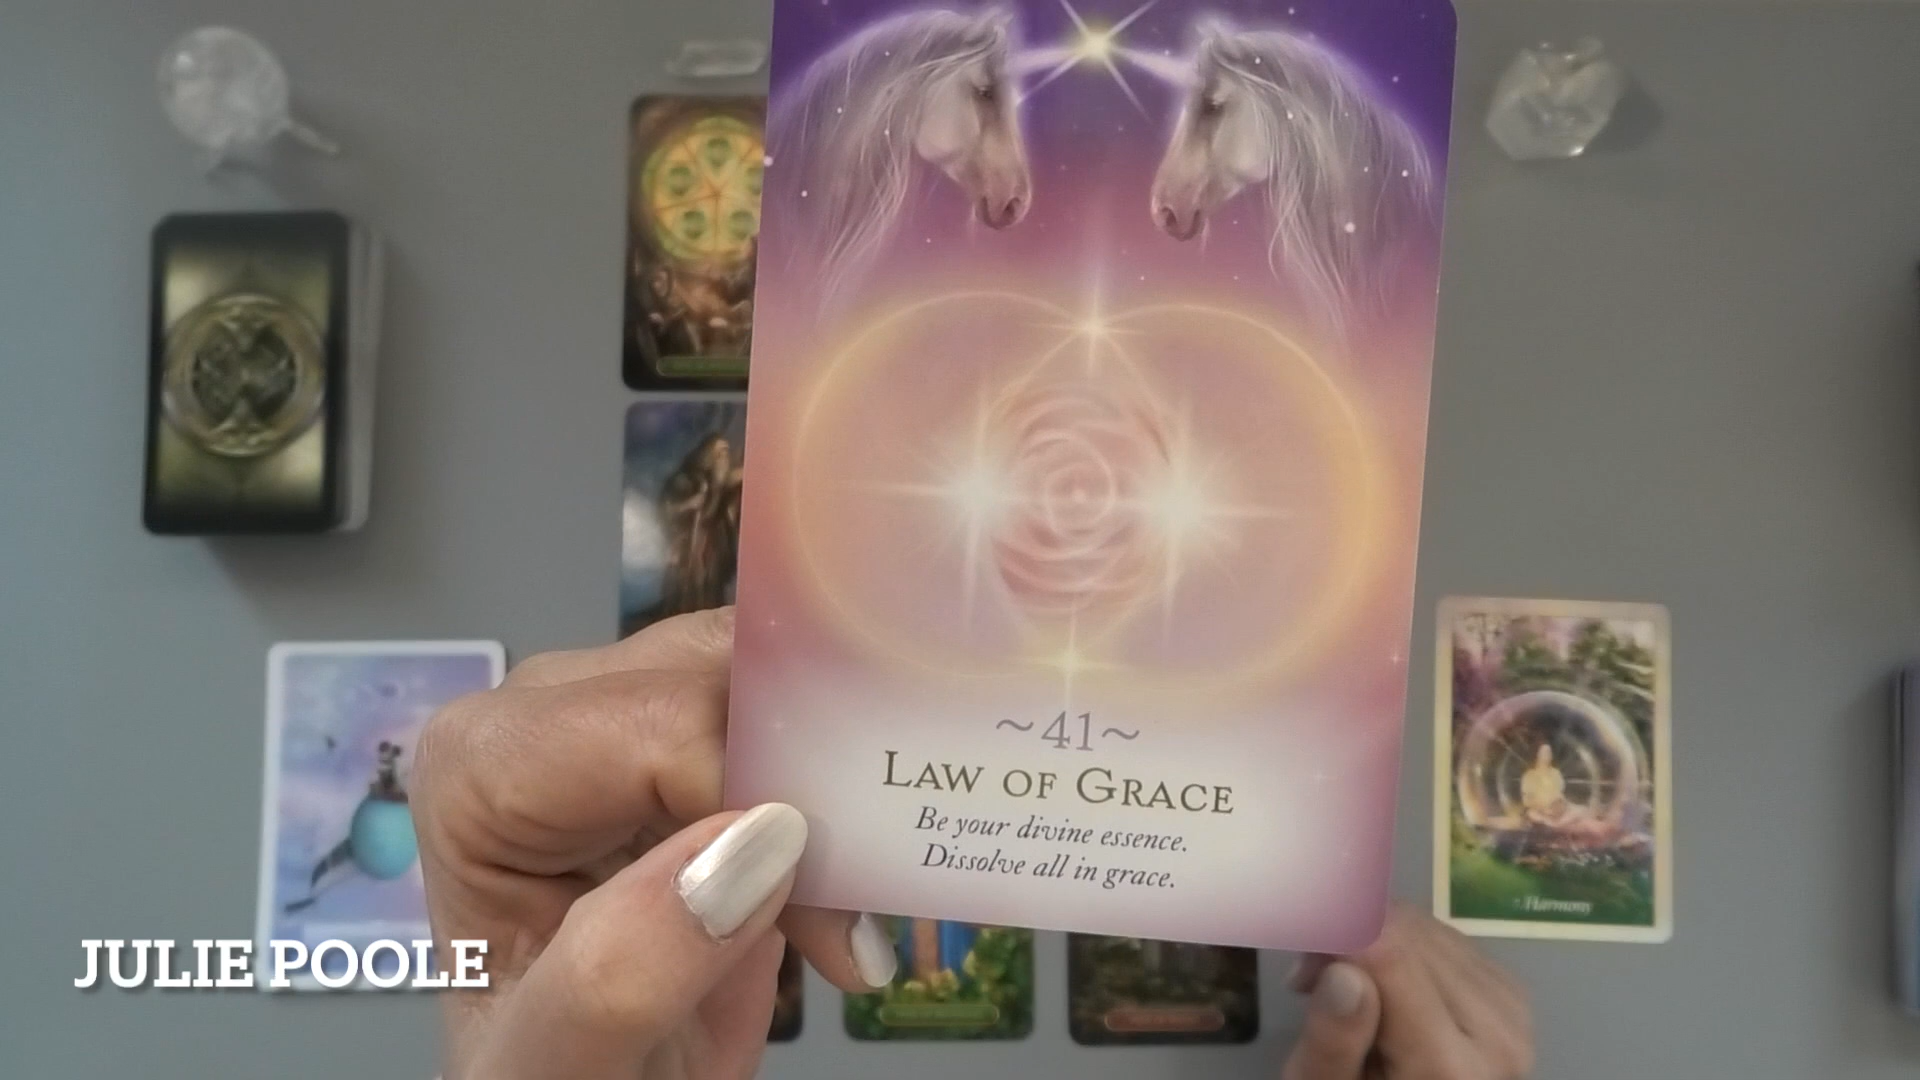 ~41~
LAW OF GRACE
Be your divine essence.
Dissolve all in grace.
Harmony
JULIE POOLE